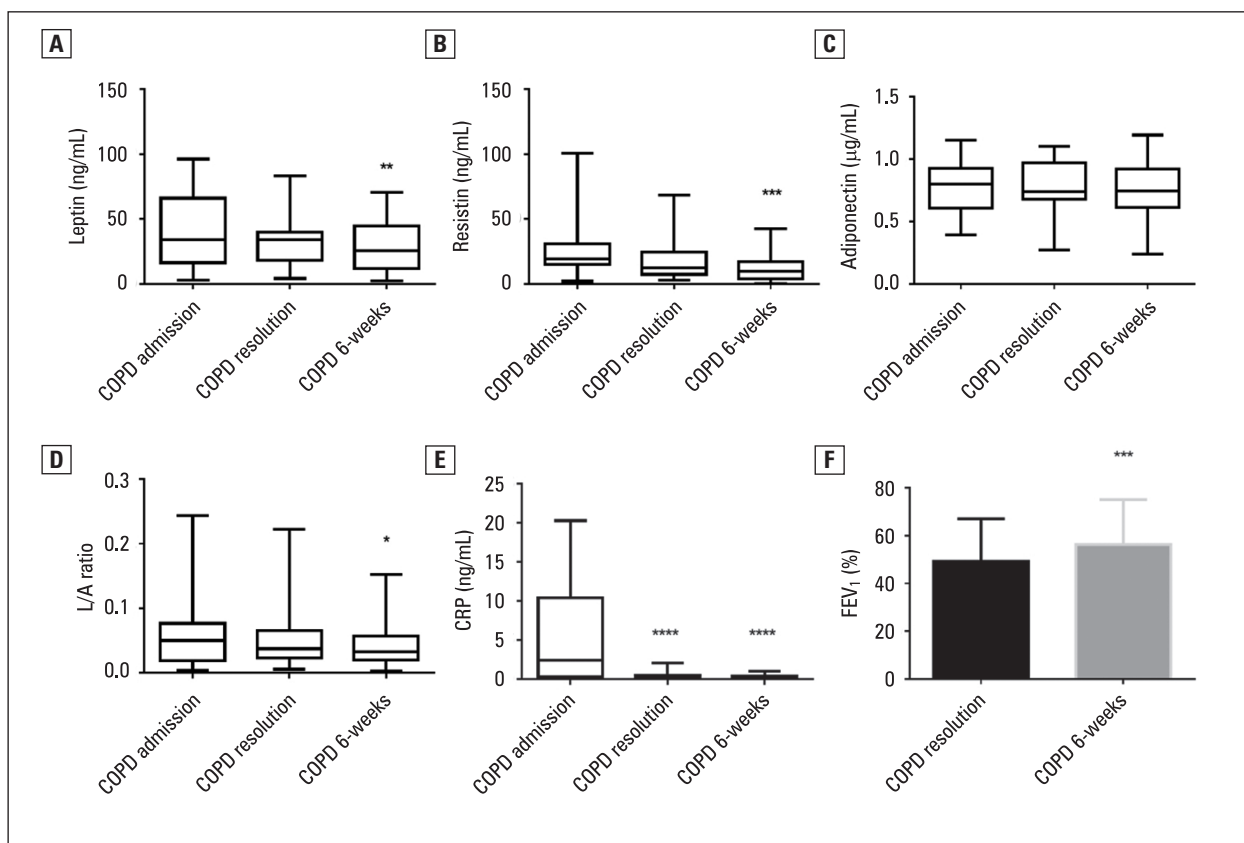 A
Leptin (ng/mL)
150
100
50
0
**
COPD admission
COPD resolution
COPD 6-weeks
B
Resistin (ng/mL)
150
100
50
0
***
COPD admission
COPD resolution
COPD 6-weeks
C
Adiponectin (µg/mL)
1.5
1.0
0.5
0.0
COPD admission
COPD resolution
COPD 6-weeks
D
L/A ratio
0.3
0.2
0.1
0.0
*
COPD admission
COPD resolution
COPD 6-weeks
E
CRP (ng/mL)
25
20
15
10
5
0
****
****
COPD admission
COPD resolution
COPD 6-weeks
F
FEV₁ (%)
80
60
40
20
0
***
COPD resolution
COPD 6-weeks